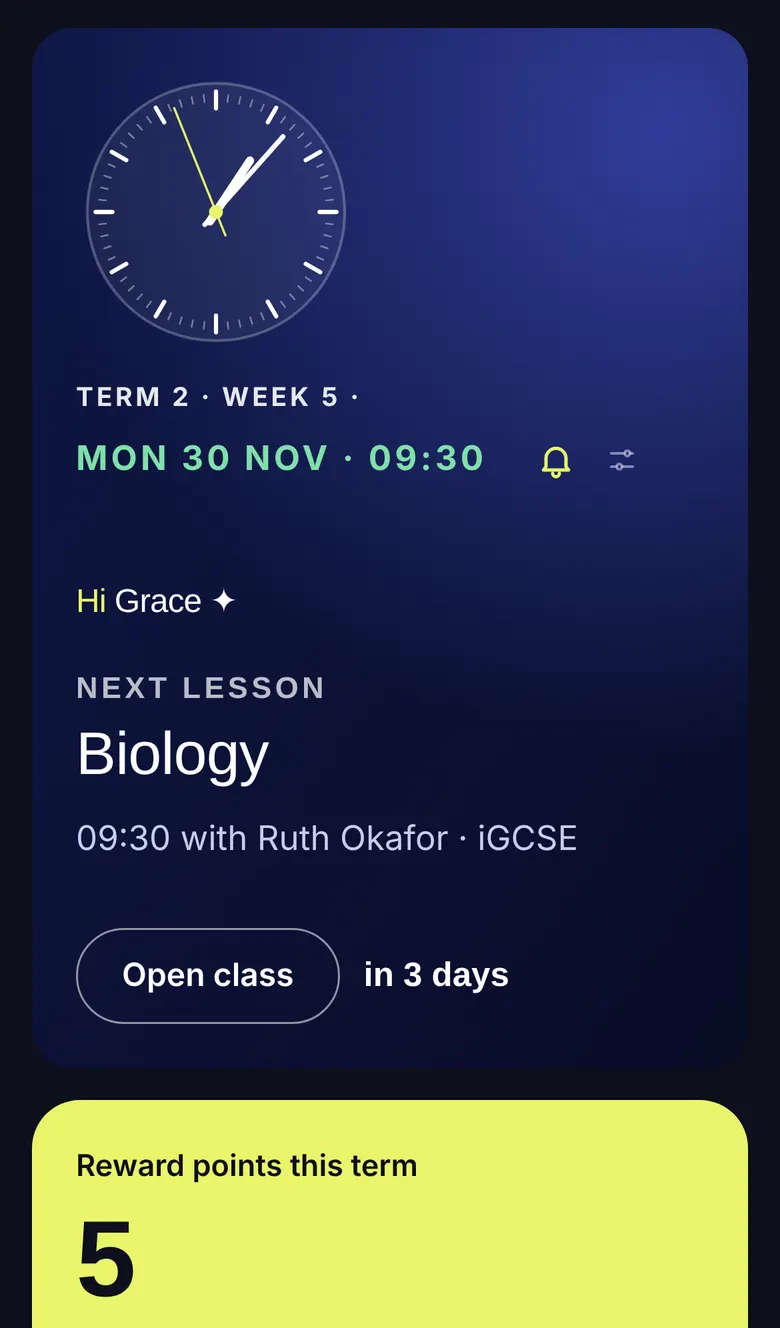 TERM 2 · WEEK 5 ·
MON 30 NOV · 09:30
Hi Grace ✦
NEXT LESSON
Biology
09:30 with Ruth Okafor · iGCSE
Open class
in 3 days
Reward points this term
5